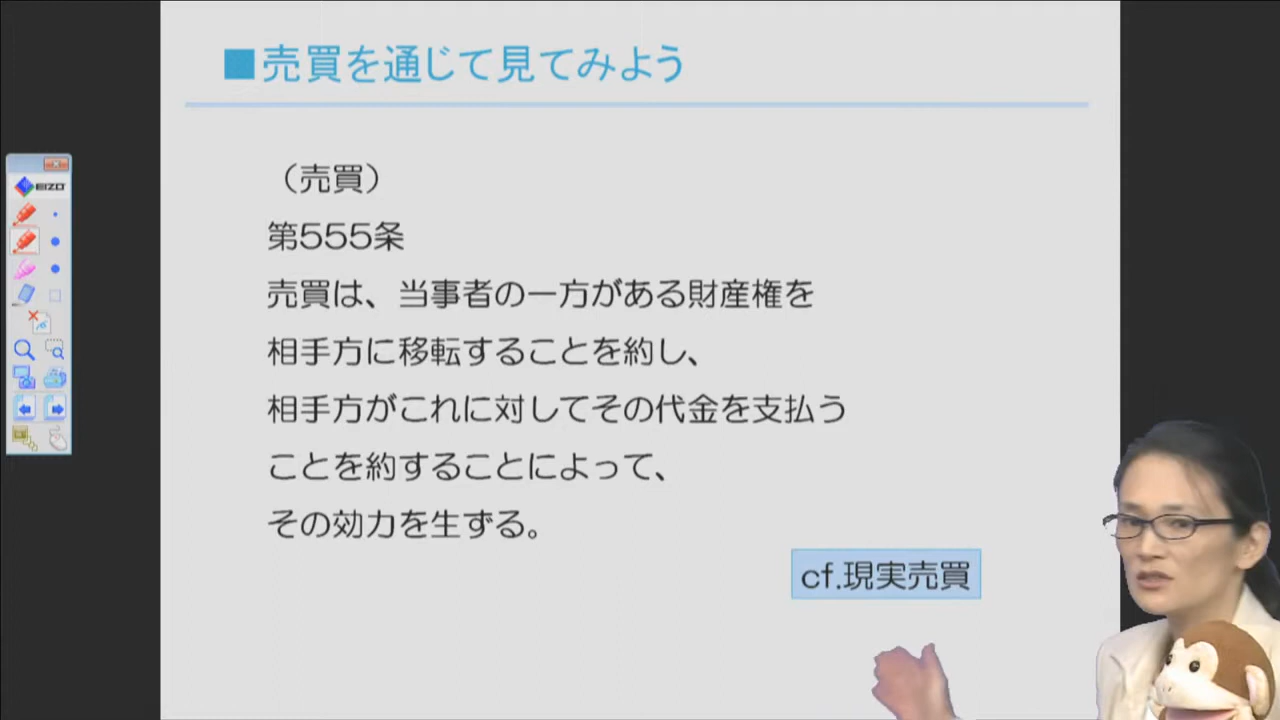 ■売買を通じて見てみよう
（売買）
第555条
売買は、当事者の一方がある財産権を
相手方に移転することを約し、
相手方がこれに対してその代金を支払う
ことを約することによって、
その効力を生ずる。
cf.現実売買
EIZO